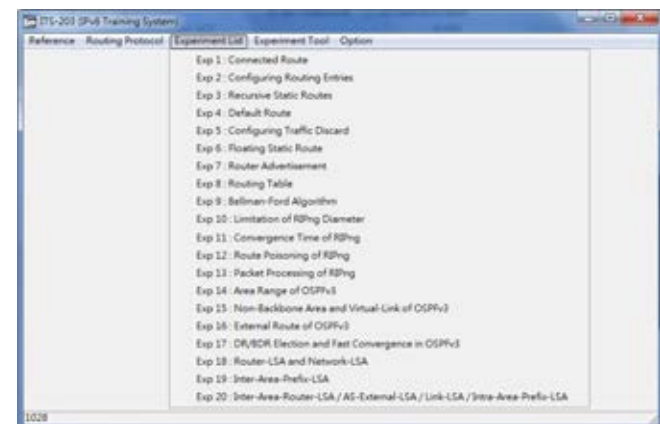 ITS-203 (IPv6 Training System)
Reference Routing Protocol Experiment List Experiment Tool Option
Exp 1 : Connected Route
Exp 2 : Configuring Routing Entries
Exp 3 : Recursive Static Routes
Exp 4 : Default Route
Exp 5 : Configuring Traffic Discard
Exp 6 : Floating Static Route
Exp 7 : Router Advertisement
Exp 8 : Routing Table
Exp 9 : Bellman-Ford Algorithm
Exp 10 : Limitation of RIPng Diameter
Exp 11 : Convergence Time of RIPng
Exp 12 : Route Poisoning of RIPng
Exp 13 : Packet Processing of RIPng
Exp 14 : Area Range of OSPFv3
Exp 15 : Non-Backbone Area and Virtual-Link of OSPFv3
Exp 16 : External Route of OSPFv3
Exp 17 : DR/BDR Election and Fast Convergence in OSPFv3
Exp 18 : Router-LSA and Network-LSA
Exp 19 : Inter-Area-Prefix-LSA
Exp 20 : Inter-Area-Router-LSA / AS-External-LSA / Link-LSA / Intra-Area-Prefix-LSA
1028